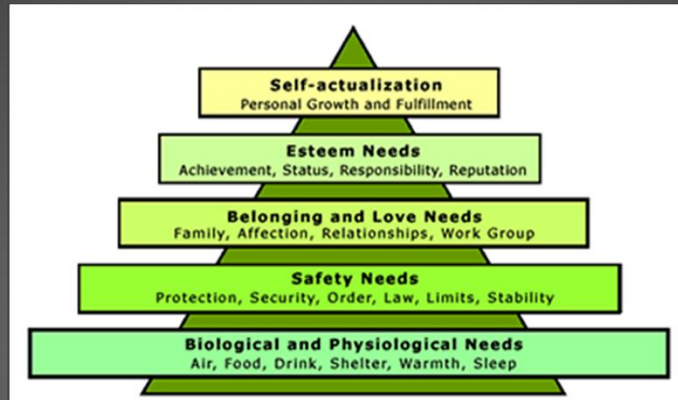 Self-actualization
Personal Growth and Fulfillment
Esteem Needs
Achievement, Status, Responsibility, Reputation
Belonging and Love Needs
Family, Affection, Relationships, Work Group
Safety Needs
Protection, Security, Order, Law, Limits, Stability
Biological and Physiological Needs
Air, Food, Drink, Shelter, Warmth, Sleep